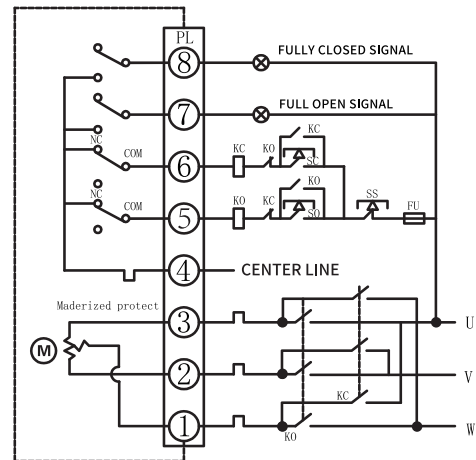 PL
8 FULLY CLOSED SIGNAL
7 FULL OPEN SIGNAL
KC
NC COM 6 KC KO SC
KO
NC COM 5 KO KC SO SS FU
4 CENTER LINE
Maderized protect
3 U
M
2 V
KC
1 KO W